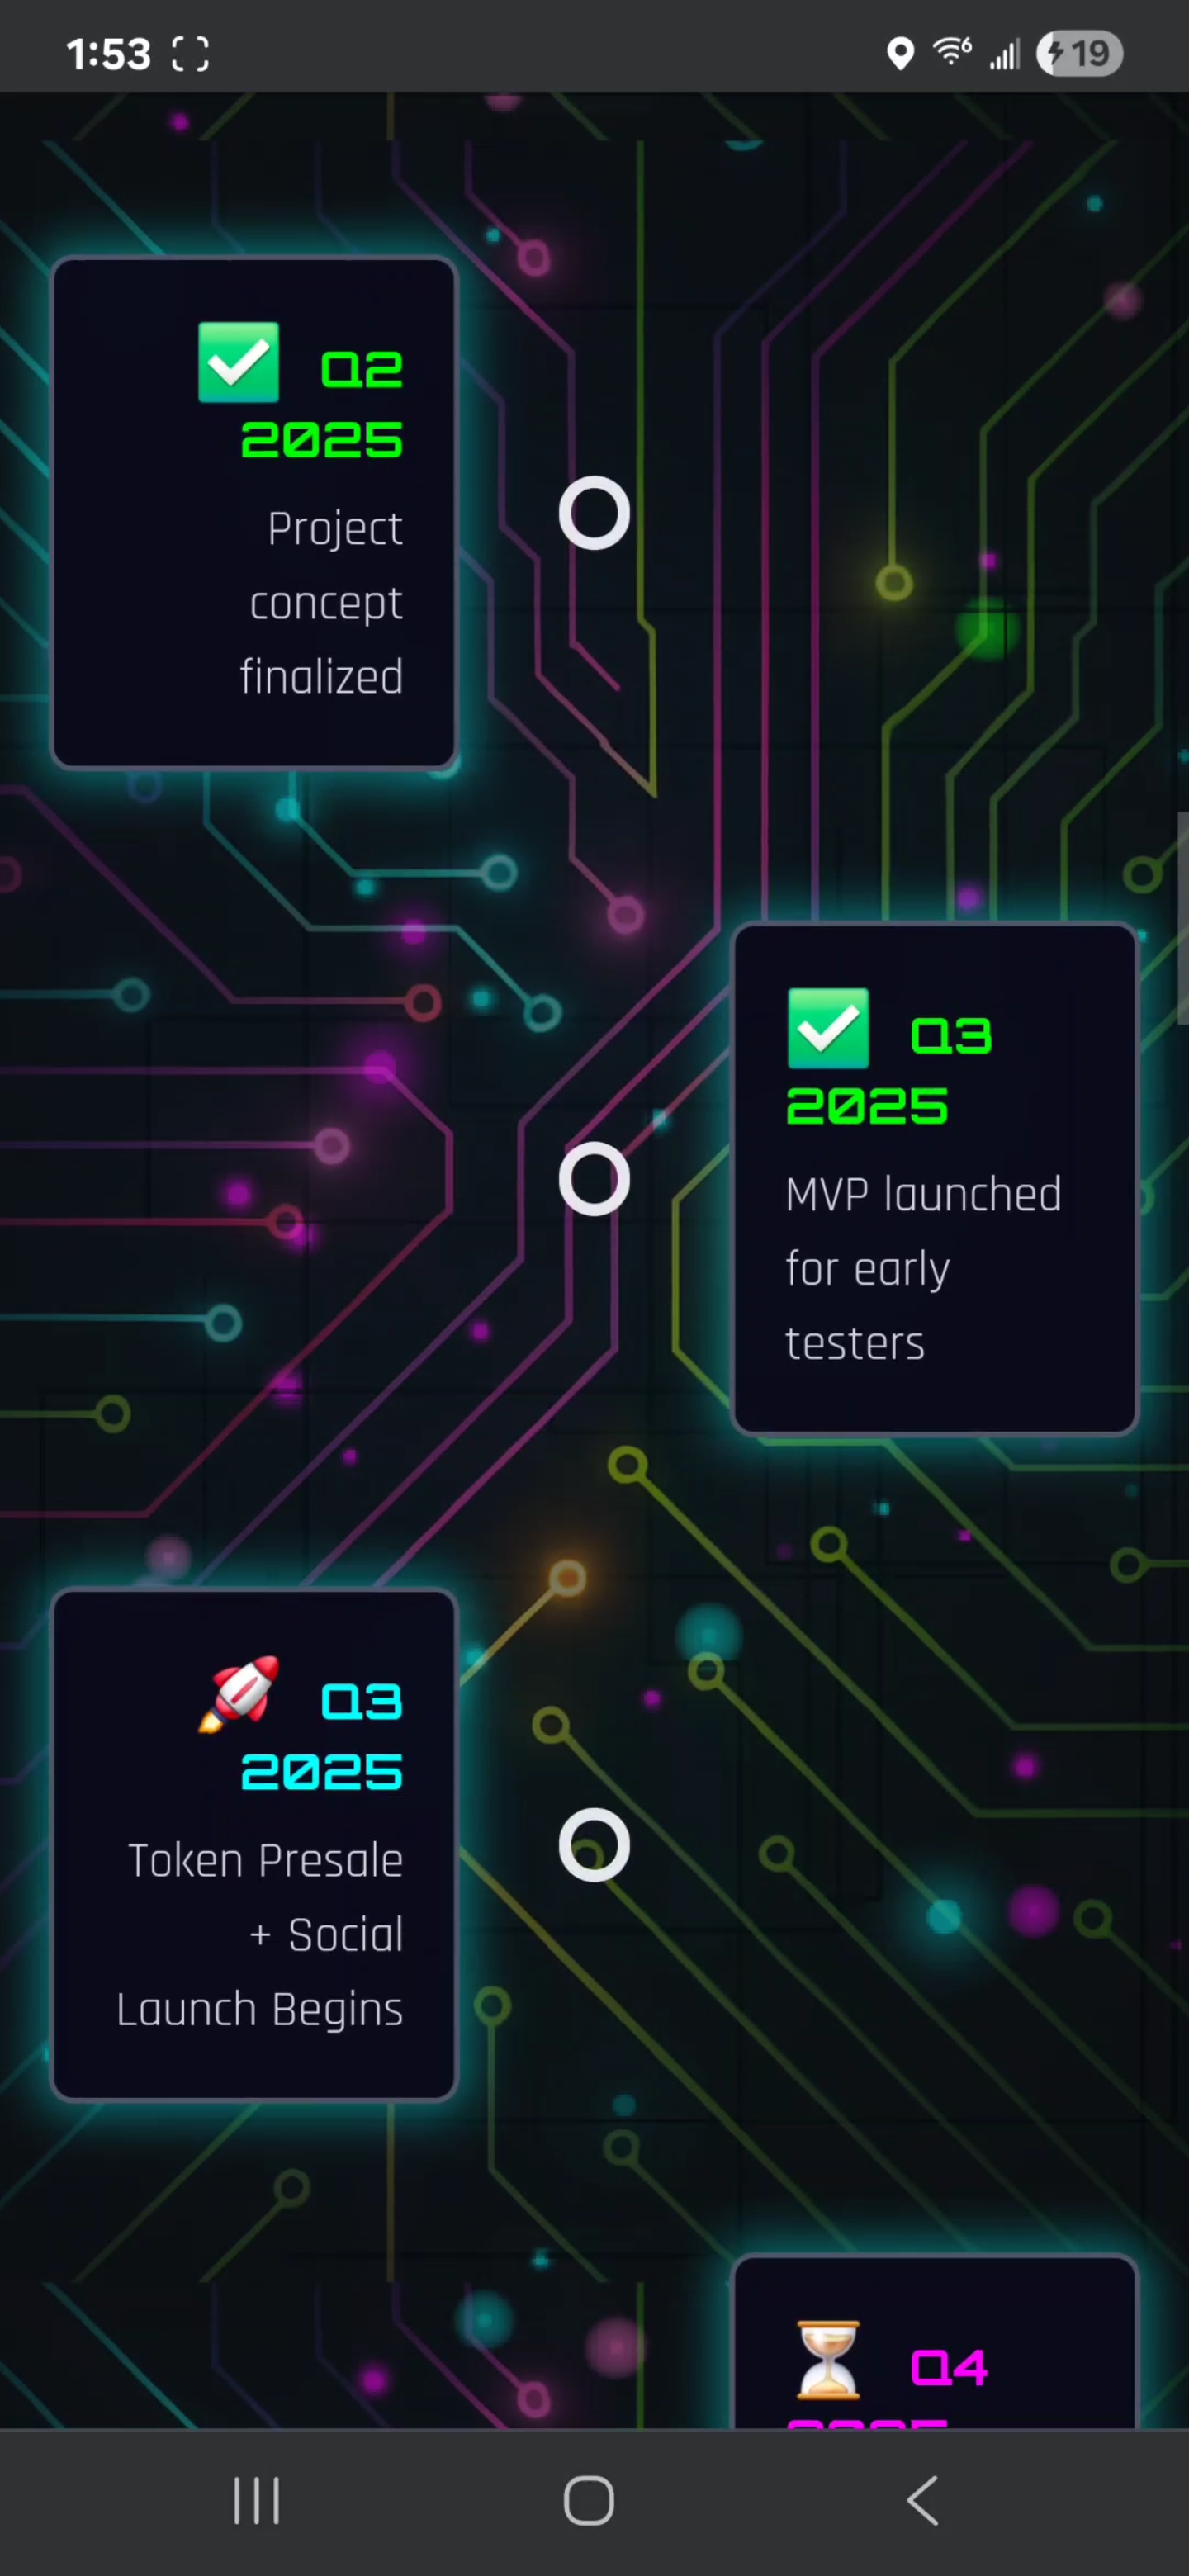 1:53
6
19
✅ Q2
2025
Project
concept
finalized
✅ Q3
2025
MVP launched
for early
testers
🚀 Q3
2025
Token Presale
+ Social
Launch Begins
⏳ Q4